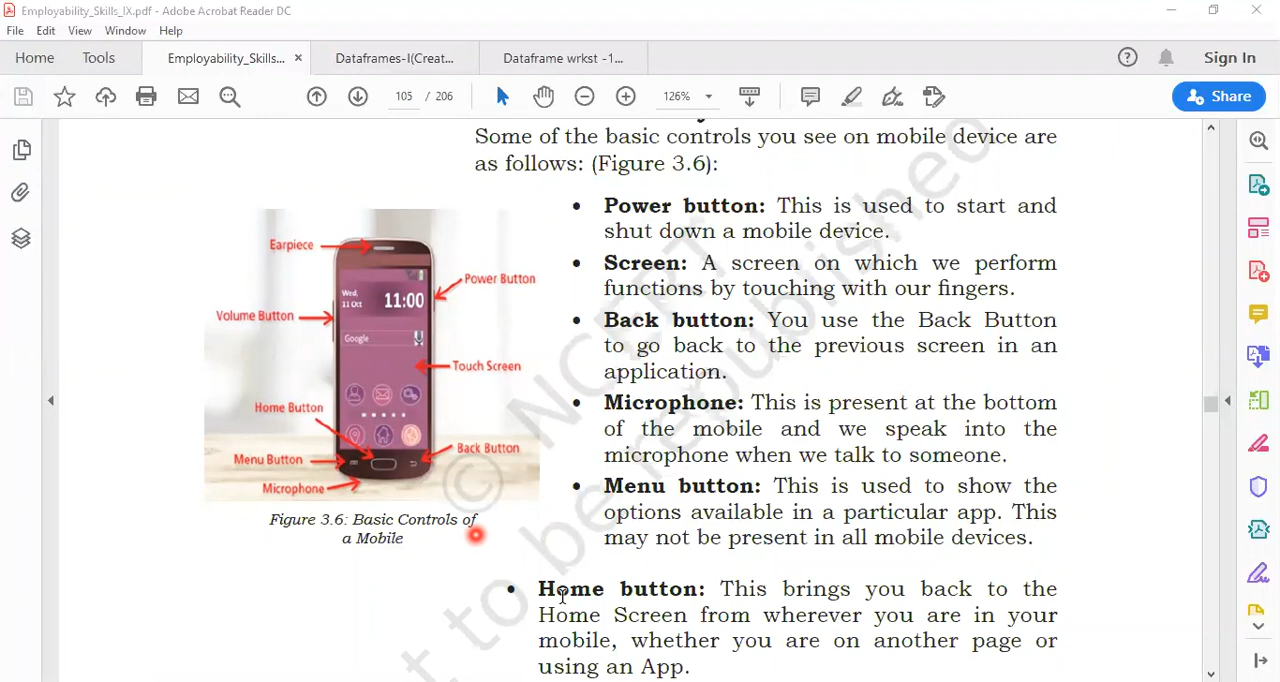 Employability_Skills_IX.pdf - Adobe Acrobat Reader DC
File Edit View Window Help
Home Tools Employability_Skills... × Dataframes-I(Creat... Dataframe wrkst -1... Sign In
105 / 206 126% Share
Some of the basic controls you see on mobile device are
as follows: (Figure 3.6):
• Power button: This is used to start and
shut down a mobile device.
• Screen: A screen on which we perform
functions by touching with our fingers.
• Back button: You use the Back Button
to go back to the previous screen in an
application.
• Microphone: This is present at the bottom
of the mobile and we speak into the
microphone when we talk to someone.
• Menu button: This is used to show the
options available in a particular app. This
may not be present in all mobile devices.
• Home button: This brings you back to the
Home Screen from wherever you are in your
mobile, whether you are on another page or
using an App.
Earpiece
Power Button
Wed,
11 Oct
11:00
Volume Button
Google
Touch Screen
Home Button
Back Button
Menu Button
Microphone
Figure 3.6: Basic Controls of
a Mobile
© NCERT
not to be republished